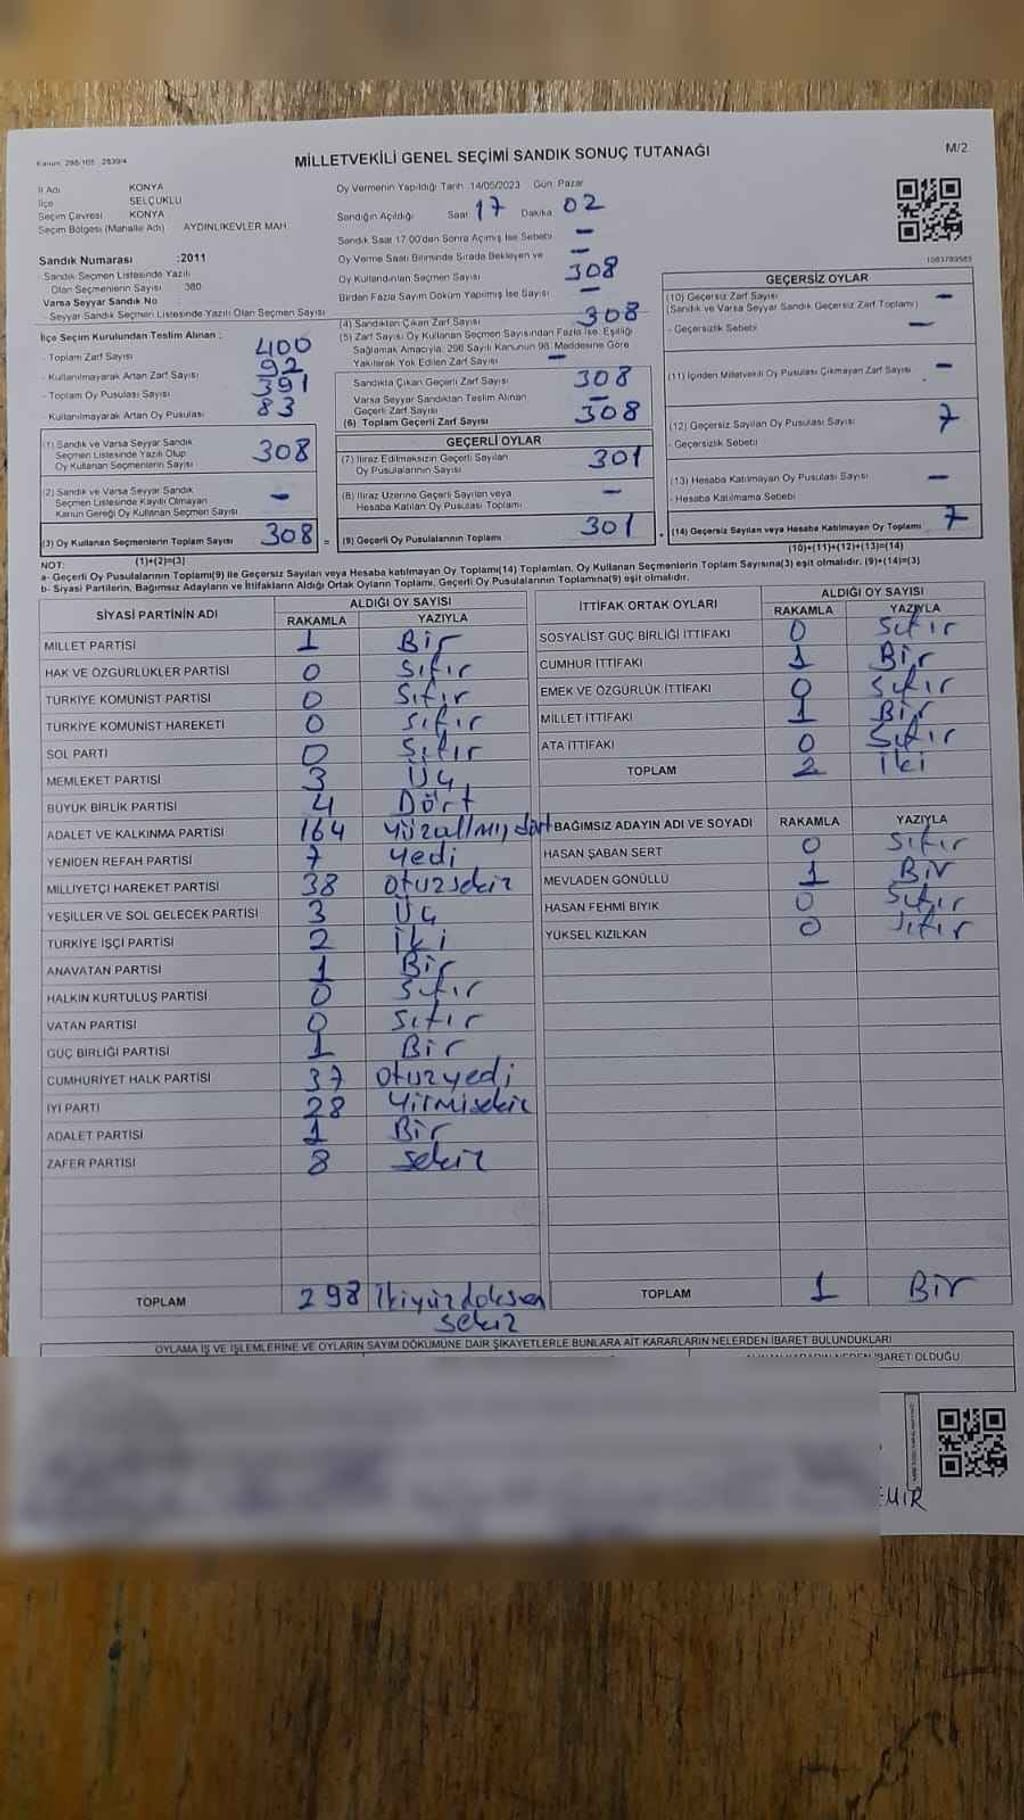 Kanun: 298/105 2839/4
MİLLETVEKİLİ GENEL SEÇİMİ SANDIK SONUÇ TUTANAĞI
M/2
İl Adı KONYA
İlçe SELÇUKLU
Seçim Çevresi KONYA
Seçim Bölgesi (Mahalle Adı) AYDINLIKEVLER MAH.
Sandık Numarası :2011
Sandık Seçmen Listesinde Yazılı
Olan Seçmenlerin Sayısı 380
Varsa Seyyar Sandık No
Seyyar Sandık Seçmen Listesinde Yazılı Olan Seçmen Sayısı
İlçe Seçim Kurulundan Teslim Alınan :
- Toplam Zarf Sayısı 400
- Kullanılmayarak Artan Zarf Sayısı 92
- Toplam Oy Pusulası Sayısı 391
- Kullanılmayarak Artan Oy Pusulası 83
(1) Sandık ve Varsa Seyyar Sandık
Seçmen Listesinde Yazılı Olup
Oy Kullanan Seçmenlerin Sayısı 308
(2) Sandık ve Varsa Seyyar Sandık
Seçmen Listesinde Kayıtlı Olmayan
Kanun Gereği Oy Kullanan Seçmen Sayısı -
(3) Oy Kullanan Seçmenlerin Toplam Sayısı 308 =
(1)+(2)=(3)
Oy Vermenin Yapıldığı Tarih :14/05/2023 Gün: Pazar
Sandığın Açıldığı Saat 17 Dakika 02
Sandık Saat 17.00'dan Sonra Açılmış İse Sebebi -
Oy Verme Saati Bitiminde Sırada Bekleyen ve -
Oy Kullandırılan Seçmen Sayısı 308
Birden Fazla Sayım Döküm Yapılmış İse Sayısı -
(4) Sandıktan Çıkan Zarf Sayısı 308
(5) Zarf Sayısı Oy Kullanan Seçmen Sayısından Fazla İse, Eşitliği
Sağlamak Amacıyla, 298 Sayılı Kanunun 98. Maddesine Göre
Yakılarak Yok Edilen Zarf Sayısı -
Sandıkta Çıkan Geçerli Zarf Sayısı 308
Varsa Seyyar Sandıktan Teslim Alınan
Geçerli Zarf Sayısı -
(6) Toplam Geçerli Zarf Sayısı 308
GEÇERLİ OYLAR
(7) İtiraz Edilmeksizin Geçerli Sayılan
Oy Pusulalarının Sayısı 301
(8) İtiraz Üzerine Geçerli Sayılan veya
Hesaba Katılan Oy Pusulası Toplamı -
(9) Geçerli Oy Pusulalarının Toplamı 301 +
GEÇERSİZ OYLAR
(10) Geçersiz Zarf Sayısı
(Sandık ve Varsa Seyyar Sandık Geçersiz Zarf Toplamı) -
- Geçersizlik Sebebi -
(11) İçinden Milletvekili Oy Pusulası Çıkmayan Zarf Sayısı -
(12) Geçersiz Sayılan Oy Pusulası Sayısı 7
- Geçersizlik Sebebi
(13) Hesaba Katılmayan Oy Pusulası Sayısı -
- Hesaba Katılmama Sebebi
(14) Geçersiz Sayılan veya Hesaba Katılmayan Oy Toplamı 7
(10)+(11)+(12)+(13)=(14)
NOT:
a- Geçerli Oy Pusulalarının Toplamı(9) ile Geçersiz Sayılan veya Hesaba katılmayan Oy Toplamı(14) Toplamları, Oy Kullanan Seçmenlerin Toplam Sayısına(3) eşit olmalıdır. (9)+(14)=(3)
b- Siyasi Partilerin, Bağımsız Adayların ve İttifakların Aldığı Ortak Oyların Toplamı, Geçerli Oy Pusulalarının Toplamına(9) eşit olmalıdır.
SİYASİ PARTİNİN ADI ALDIĞI OY SAYISI
RAKAMLA YAZIYLA
MİLLET PARTİSİ 1 Bir
HAK VE ÖZGÜRLÜKLER PARTİSİ 0 Sıfır
TÜRKİYE KOMÜNİST PARTİSİ 0 Sıfır
TÜRKİYE KOMÜNİST HAREKETİ 0 Sıfır
SOL PARTİ 0 Sıfır
MEMLEKET PARTİSİ 3 Üç
BÜYÜK BİRLİK PARTİSİ 4 Dört
ADALET VE KALKINMA PARTİSİ 164 Yüzaltmışdört
YENİDEN REFAH PARTİSİ 7 Yedi
MİLLİYETÇİ HAREKET PARTİSİ 38 otuzsekiz
YEŞİLLER VE SOL GELECEK PARTİSİ 3 Üç
TÜRKİYE İŞÇİ PARTİSİ 2 İki
ANAVATAN PARTİSİ 1 Bir
HALKIN KURTULUŞ PARTİSİ 0 Sıfır
VATAN PARTİSİ 0 Sıfır
GÜÇ BİRLİĞİ PARTİSİ 1 Bir
CUMHURİYET HALK PARTİSİ 37 otuzyedi
İYİ PARTİ 28 Yirmisekiz
ADALET PARTİSİ 1 Bir
ZAFER PARTİSİ 8 sekiz
TOPLAM 298 İkiyüzdoksan
sekiz
İTTİFAK ORTAK OYLARI ALDIĞI OY SAYISI
RAKAMLA YAZIYLA
SOSYALİST GÜÇ BİRLİĞİ İTTİFAKI 0 Sıfır
CUMHUR İTTİFAKI 1 Bir
EMEK VE ÖZGÜRLÜK İTTİFAKI 0 Sıfır
MİLLET İTTİFAKI 1 Bir
ATA İTTİFAKI 0 Sıfır
TOPLAM 2 İki
BAĞIMSIZ ADAYIN ADI VE SOYADI RAKAMLA YAZIYLA
HASAN ŞABAN SERT 0 Sıfır
MEVLADEN GÖNÜLLÜ 1 Bir
HASAN FEHMİ BIYIK 0 Sıfır
YÜKSEL KIZILKAN 0 Sıfır
TOPLAM 1 Bir
OYLAMA İŞ VE İŞLEMLERİNE VE OYLARIN SAYIM DÖKÜMÜNE DAİR ŞİKAYETLERLE BUNLARA AİT KARARLARIN NELERDEN İBARET BULUNDUKLARI
İBARET OLDUĞU
EMİR